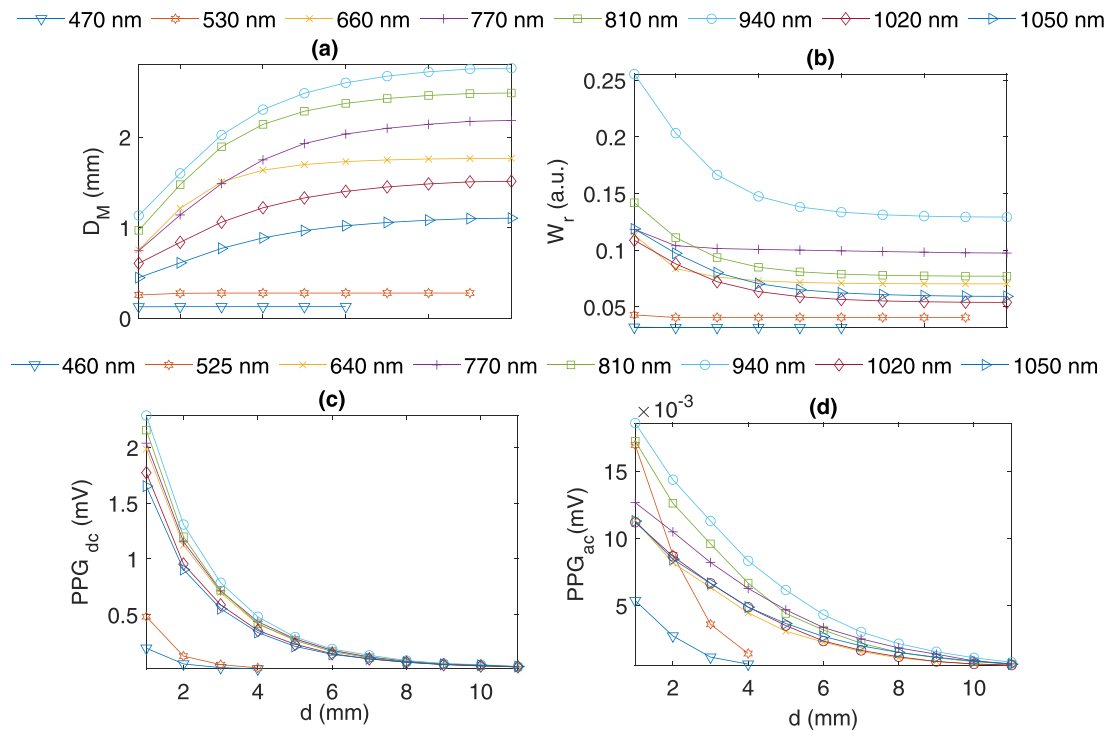 470 nm 530 nm 660 nm 770 nm 810 nm 940 nm 1020 nm 1050 nm
(a)
D_M (mm)
2
1
0
(b)
W_r (a.u.)
0.25
0.2
0.15
0.1
0.05
460 nm 525 nm 640 nm 770 nm 810 nm 940 nm 1020 nm 1050 nm
(c)
PPG_dc (mV)
2
1.5
1
0.5
2 4 6 8 10
d (mm)
(d)
× 10^-3
PPG_ac(mV)
15
10
5
2 4 6 8 10
d (mm)